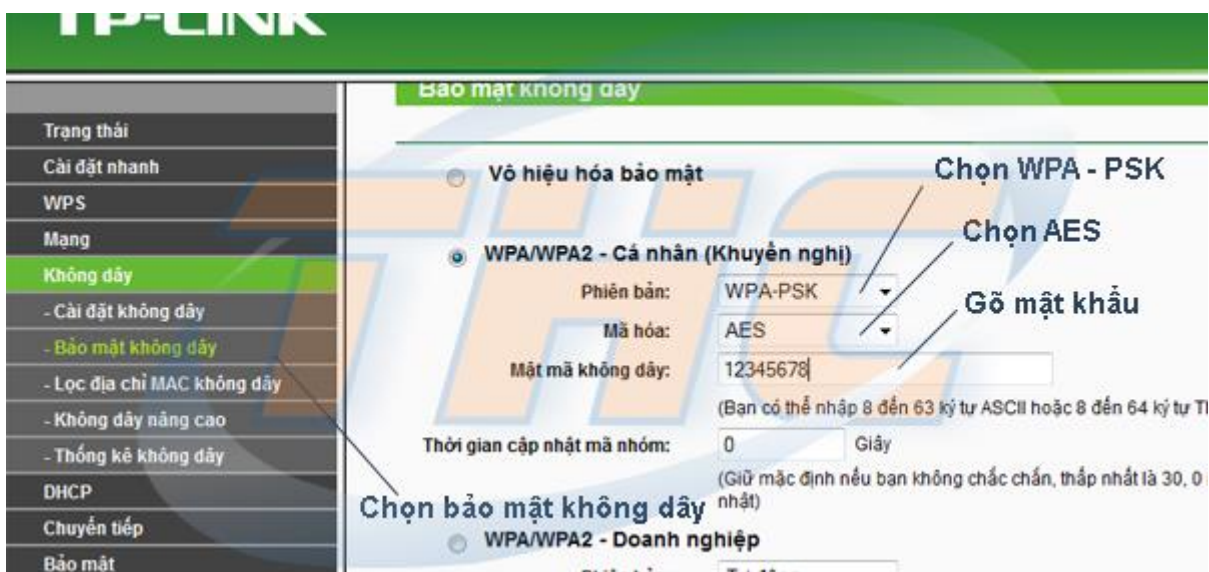 TP-LINK
Bảo mật không dây
Trạng thái
Cài đặt nhanh
WPS
Mạng
Không dây
- Cài đặt không dây
- Bảo mật không dây
- Lọc địa chỉ MAC không dây
- Không dây nâng cao
- Thống kê không dây
DHCP
Chuyển tiếp
Bảo mật
Vô hiệu hóa bảo mật
Chọn WPA - PSK
WPA/WPA2 - Cá nhân (Khuyên nghị)
Chọn AES
Phiên bản: WPA-PSK
Gõ mật khẩu
Mã hóa: AES
Mật mã không dây: 12345678
(Bạn có thể nhập 8 đến 63 ký tự ASCII hoặc 8 đến 64 ký tự
Thời gian cập nhật mã nhóm: 0 Giây
(Giữ mặc định nếu bạn không chắc chắn, thấp nhất là 30, 0
nhật)
Chọn bảo mật không dây
WPA/WPA2 - Doanh nghiệp
THC